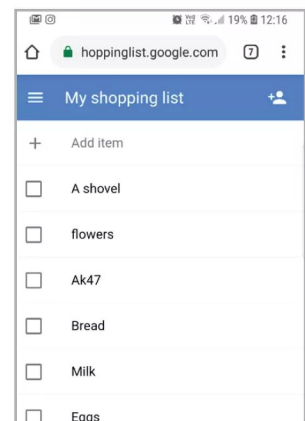 19% 12:16
hoppinglist.google.com 7
My shopping list
Add item
A shovel
flowers
Ak47
Bread
Milk
Eggs